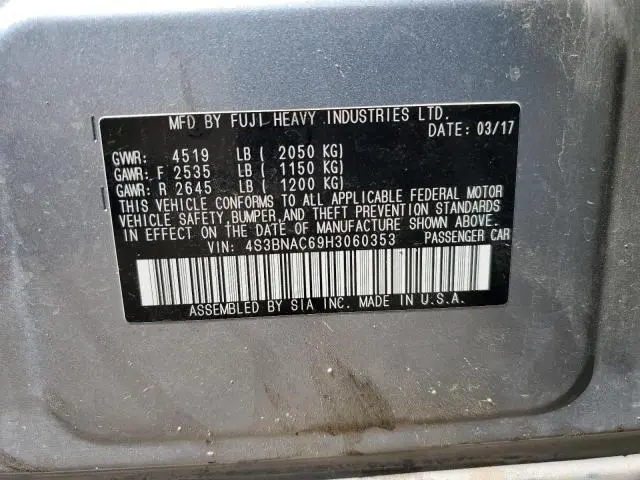 MFD BY FUJI HEAVY INDUSTRIES LTD.
DATE: 03/17
GVWR: 4519 LB ( 2050 KG)
GAWR: F 2535 LB ( 1150 KG)
GAWR: R 2645 LB ( 1200 KG)
THIS VEHICLE CONFORMS TO ALL APPLICABLE FEDERAL MOTOR
VEHICLE SAFETY, BUMPER, AND THEFT PREVENTION STANDARDS
IN EFFECT ON THE DATE OF MANUFACTURE SHOWN ABOVE.
VIN: 4S3BNAC69H3060353 PASSENGER CAR
ASSEMBLED BY SIA INC. MADE IN U.S.A.